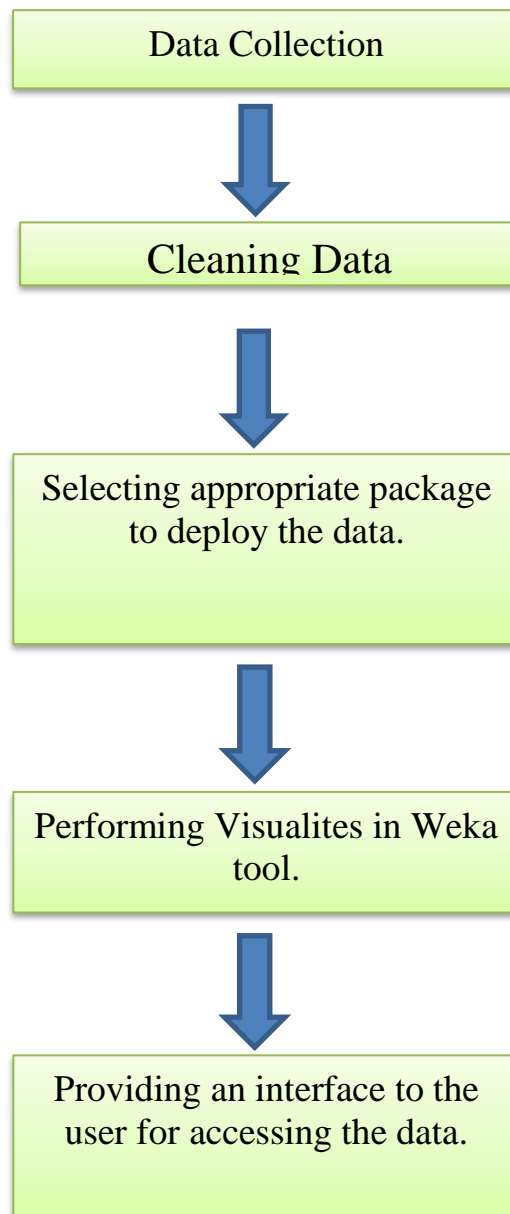 Data Collection
Cleaning Data
Selecting appropriate package
to deploy the data.
Performing Visualites in Weka
tool.
Providing an interface to the
user for accessing the data.